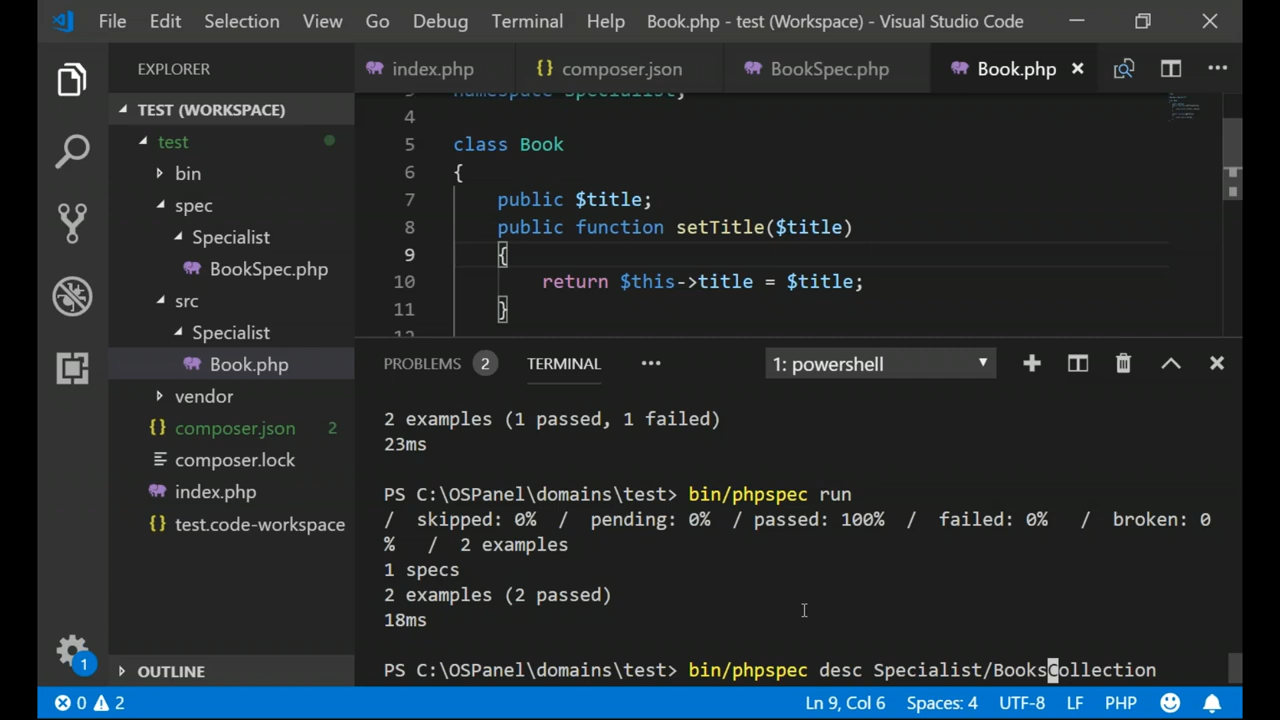 File Edit Selection View Go Debug Terminal Help Book.php - test (Workspace) - Visual Studio Code
EXPLORER
index.php {} composer.json BookSpec.php Book.php
TEST (WORKSPACE)
test
bin
spec
Specialist
BookSpec.php
src
Specialist
Book.php
vendor
{} composer.json 2
composer.lock
index.php
{} test.code-workspace
OUTLINE
1
3 namespace Specialist;
4
5 class Book
6 {
7 public $title;
8 public function setTitle($title)
9 {
10 return $this->title = $title;
11 }
12
PROBLEMS 2 TERMINAL ... 1: powershell
2 examples (1 passed, 1 failed)
23ms
PS C:\OSPanel\domains\test> bin/phpspec run
/ skipped: 0% / pending: 0% / passed: 100% / failed: 0% / broken: 0
% / 2 examples
1 specs
2 examples (2 passed)
18ms
PS C:\OSPanel\domains\test> bin/phpspec desc Specialist/BooksCollection
0 2 Ln 9, Col 6 Spaces: 4 UTF-8 LF PHP